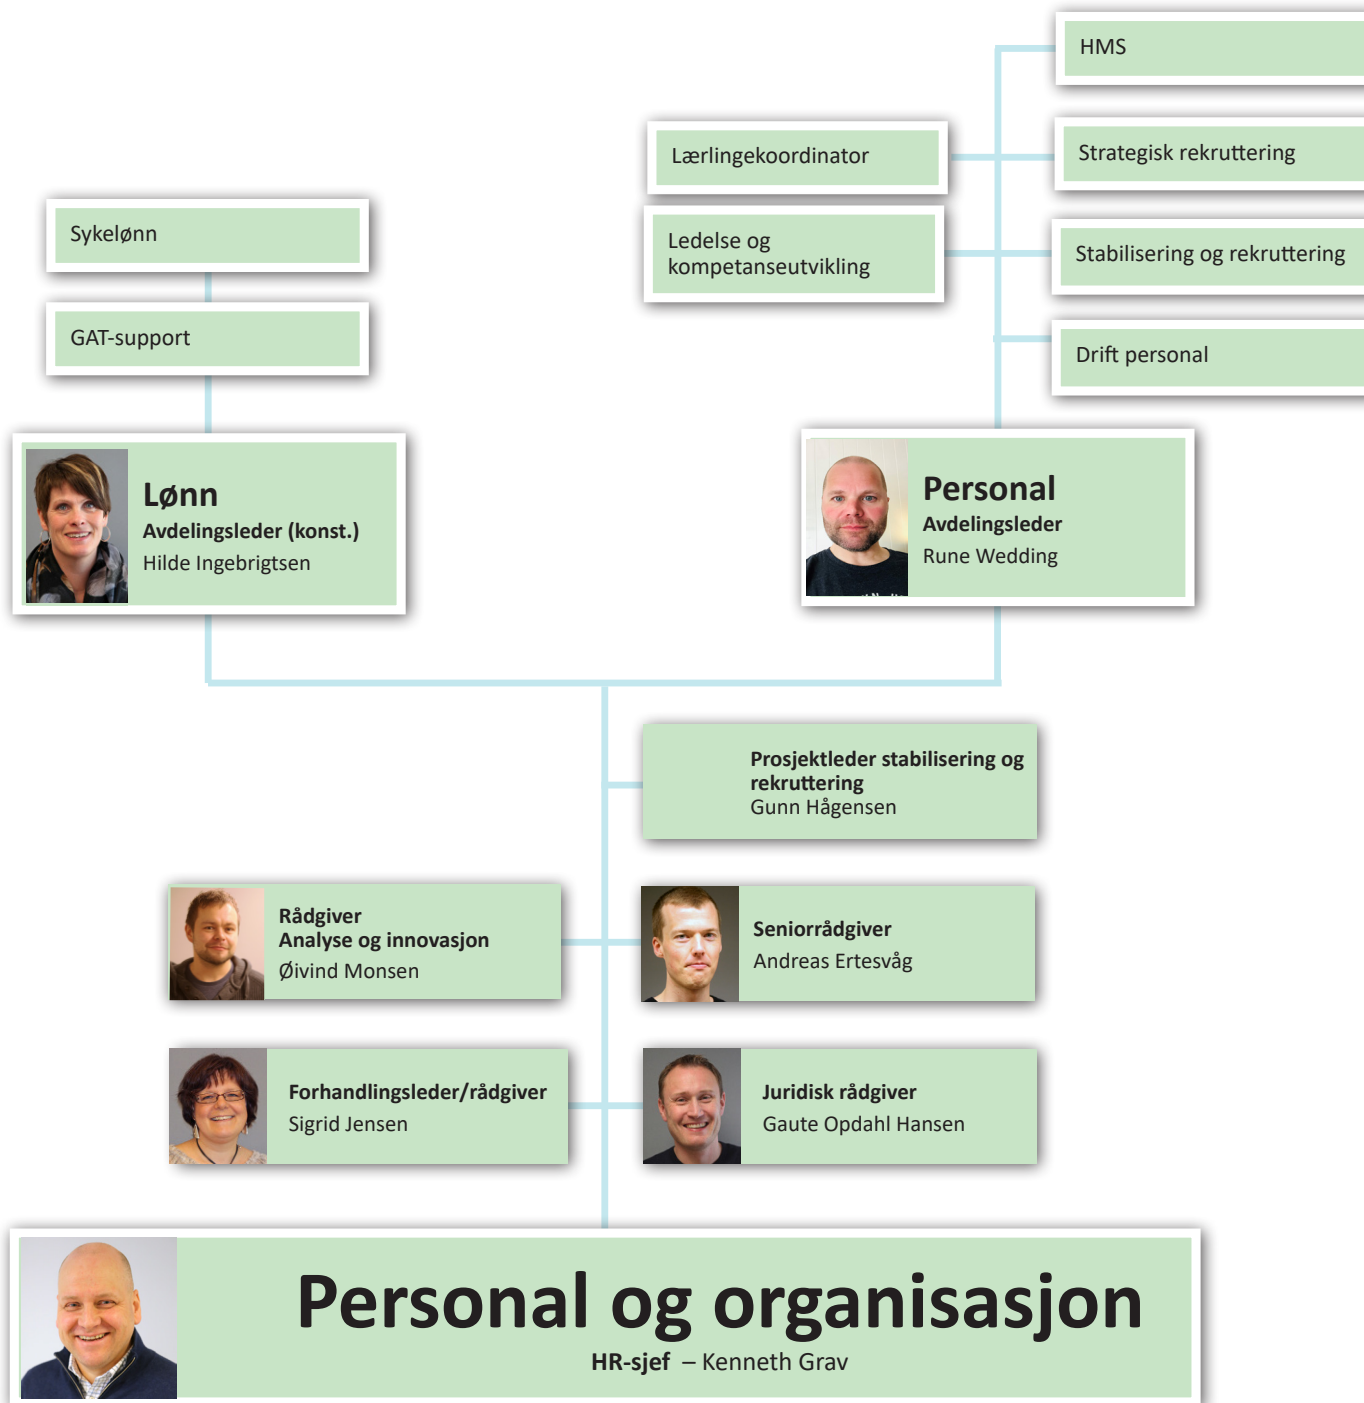 HMS
Lærlingekoordinator
Strategisk rekruttering
Sykelønn
Ledelse og
kompetanseutvikling
Stabilisering og rekruttering
GAT-support
Drift personal
Lønn
Avdelingsleder (konst.)
Hilde Ingebrigtsen
Personal
Avdelingsleder
Rune Wedding
Prosjektleder stabilisering og
rekruttering
Gunn Hågensen
Rådgiver
Analyse og innovasjon
Øivind Monsen
Seniorrådgiver
Andreas Ertesvåg
Forhandlingsleder/rådgiver
Sigrid Jensen
Juridisk rådgiver
Gaute Opdahl Hansen
Personal og organisasjon
HR-sjef – Kenneth Grav